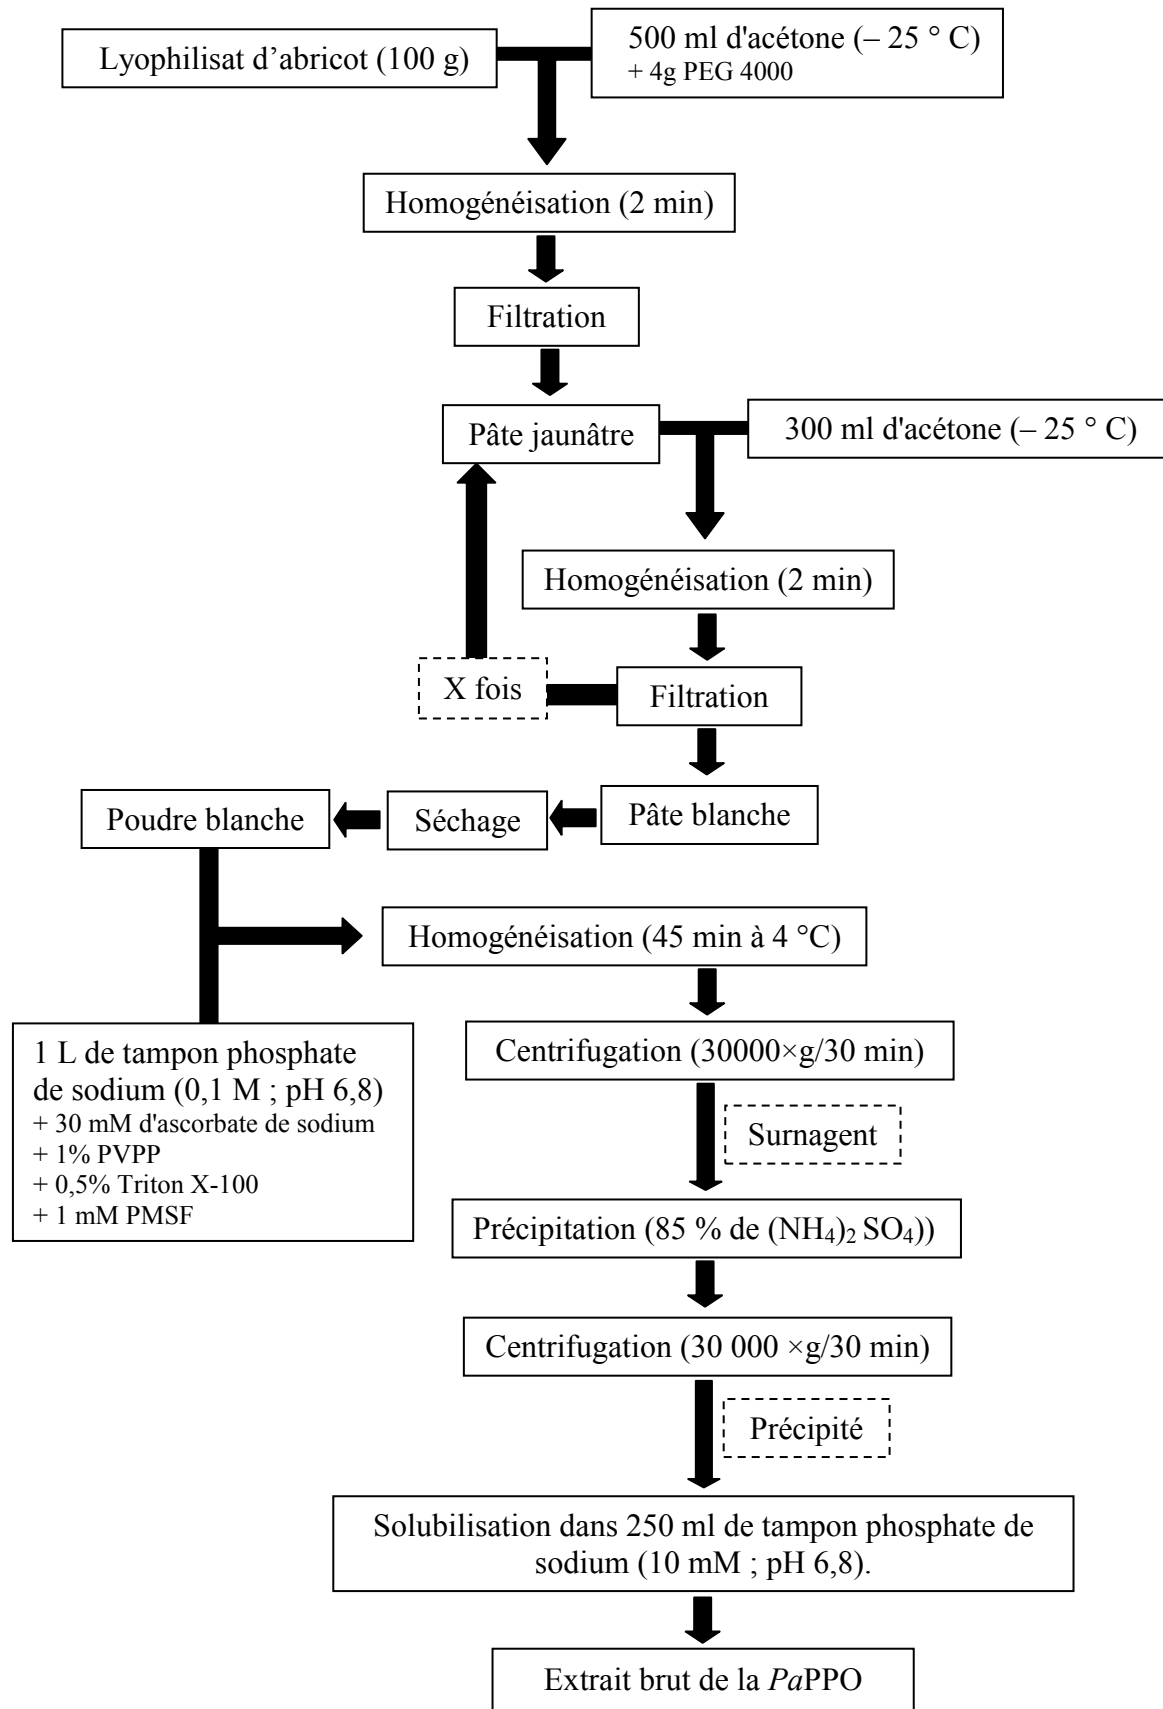 Lyophilisat d’abricot (100 g)
500 ml d'acétone (– 25 ° C)
+ 4g PEG 4000
Homogénéisation (2 min)
Filtration
Pâte jaunâtre
300 ml d'acétone (– 25 ° C)
Homogénéisation (2 min)
X fois
Filtration
Pâte blanche
Séchage
Poudre blanche
Homogénéisation (45 min à 4 °C)
1 L de tampon phosphate
de sodium (0,1 M ; pH 6,8)
+ 30 mM d'ascorbate de sodium
+ 1% PVPP
+ 0,5% Triton X-100
+ 1 mM PMSF
Centrifugation (30000×g/30 min)
Surnagent
Précipitation (85 % de (NH₄)₂ SO₄))
Centrifugation (30 000 ×g/30 min)
Précipité
Solubilisation dans 250 ml de tampon phosphate de
sodium (10 mM ; pH 6,8).
Extrait brut de la PaPPO